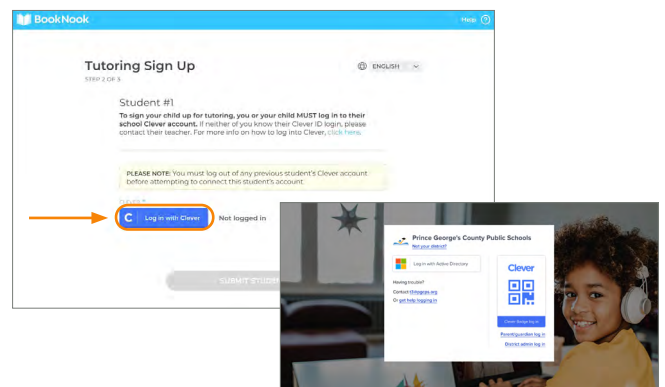 BookNook
Help ?
Tutoring Sign Up
ENGLISH
STEP 2 OF 3
Student #1
To sign your child up for tutoring, you or your child MUST log in to their
school Clever account. If neither of you know their Clever ID login, please
contact their teacher. For more info on how to log into Clever, click here.
PLEASE NOTE: You must log out of any previous student's Clever account
before attempting to connect this student's account.
C Log in with Clever
Not logged in
SUBMIT STUDEN
Prince George's County Public Schools
Not your district?
Log in with Active Directory
Having trouble?
Contact
Or get help logging in
Clever
Clever Badge log in
Parent/guardian log in
District admin log in